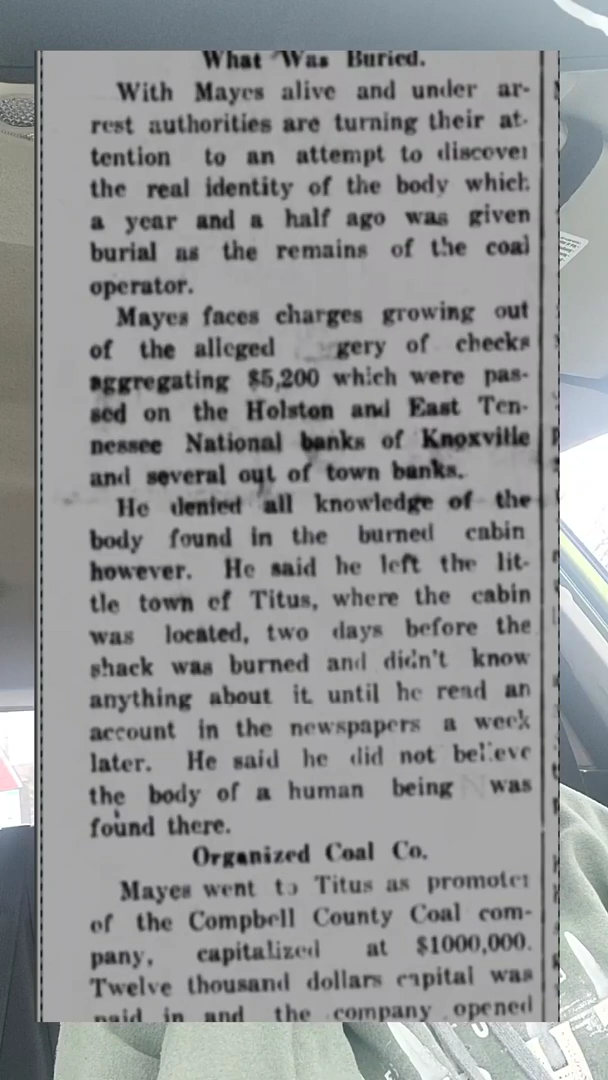 What Was Buried.
With Mayes alive and under ar-
rest authorities are turning their at-
tention to an attempt to discover
the real identity of the body which
a year and a half ago was given
burial as the remains of the coal
operator.
Mayes faces charges growing out
of the alleged gery of checks
aggregating $5,200 which were pas-
sed on the Holston and East Ten-
nessee National banks of Knoxville
and several out of town banks.
He denied all knowledge of the
body found in the burned cabin
however. He said he left the lit-
tle town of Titus, where the cabin
was located, two days before the
shack was burned and didn't know
anything about it until he read an
account in the newspapers a week
later. He said he did not believe
the body of a human being was
found there.
Organized Coal Co.
Mayes went to Titus as promoter
of the Compbell County Coal com-
pany, capitalized at $1000,000.
Twelve thousand dollars capital was
paid in and the company opened